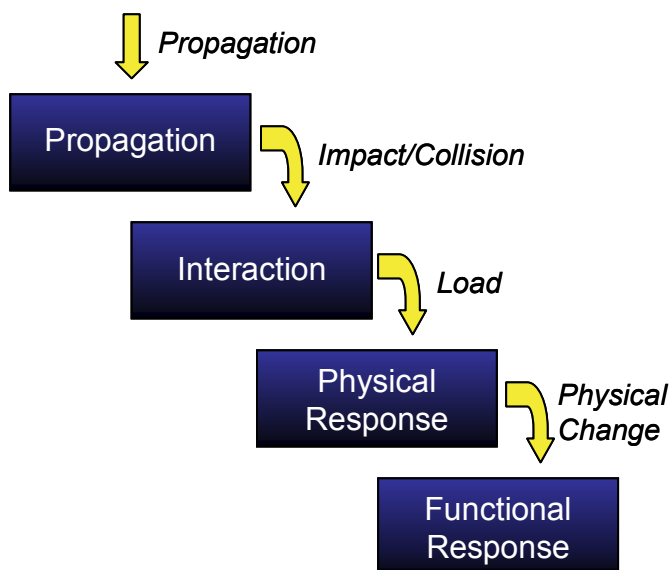 Propagation
Propagation
Impact/Collision
Interaction
Load
Physical
Response
Physical
Change
Functional
Response